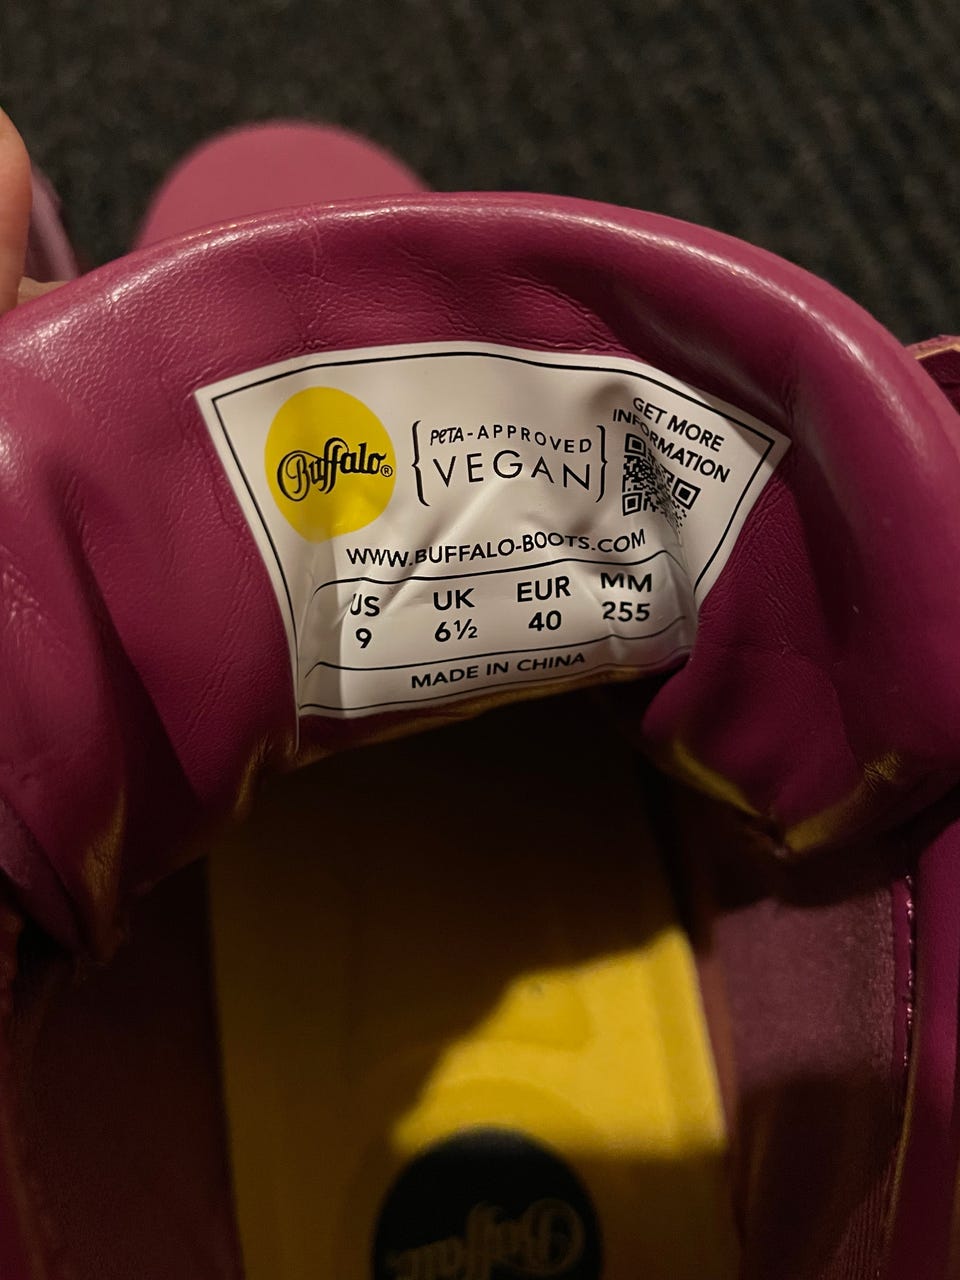 Buffalo®
PETA-APPROVED
VEGAN
GET MORE
INFORMATION
WWW.BUFFALO-BOOTS.COM
US UK EUR MM
9 6½ 40 255
MADE IN CHINA
Buffalo